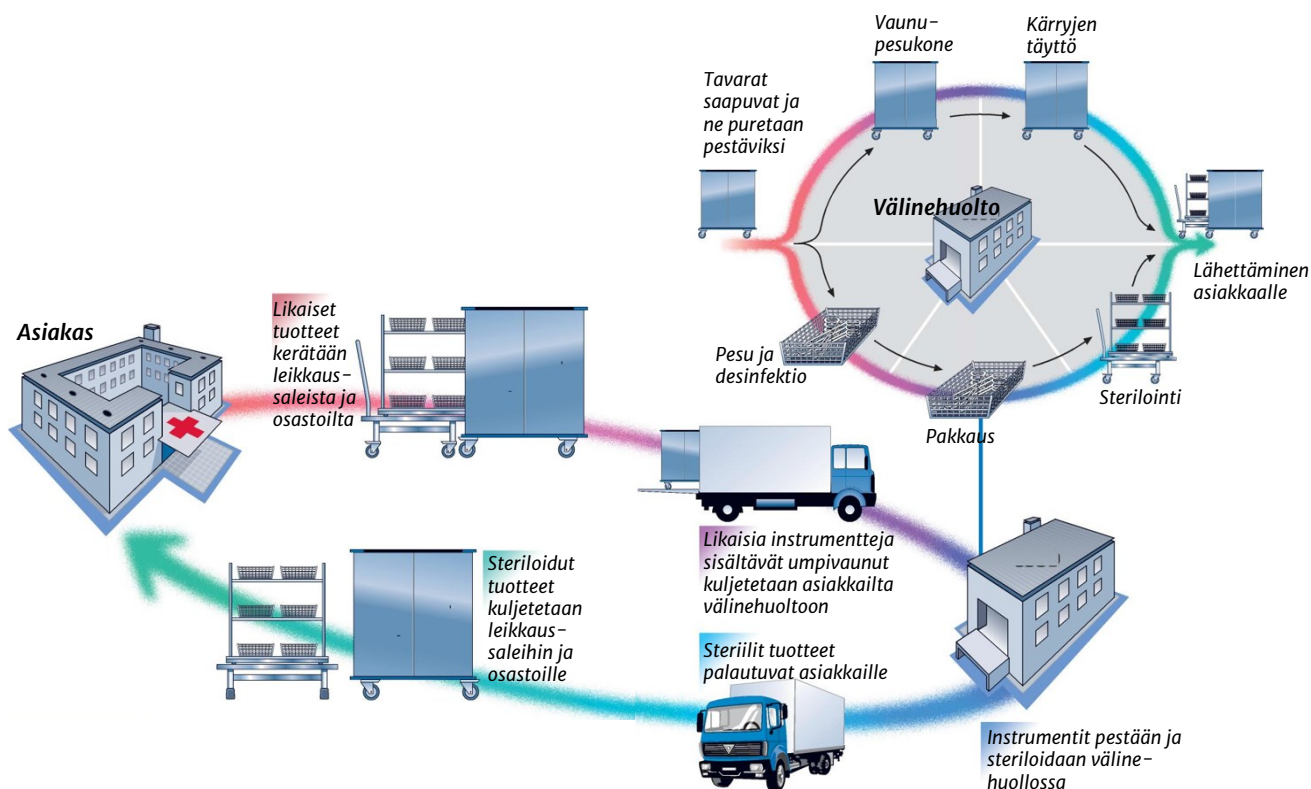 Vaunu-
pesukone
Kärryjen
täyttö
Tavarat
saapuvat ja
ne puretaan
pestäviksi
Välinehuolto
Lähettäminen
asiakkaalle
Pesu ja
desinfektio
Sterilointi
Pakkaus
Asiakas
Likaiset
tuotteet
kerätään
leikkaus-
saleista ja
osastoilta
Likaisia instrumentteja
sisältävät umpivaunut
kuljetetaan asiakkailta
välinehuoltoon
Steriloidut
tuotteet
kuljetetaan
leikkaus-
saleihin ja
osastoille
Steriilit tuotteet
palautuvat asiakkaille
Instrumentit pestään ja
steriloidaan väline-
huollossa